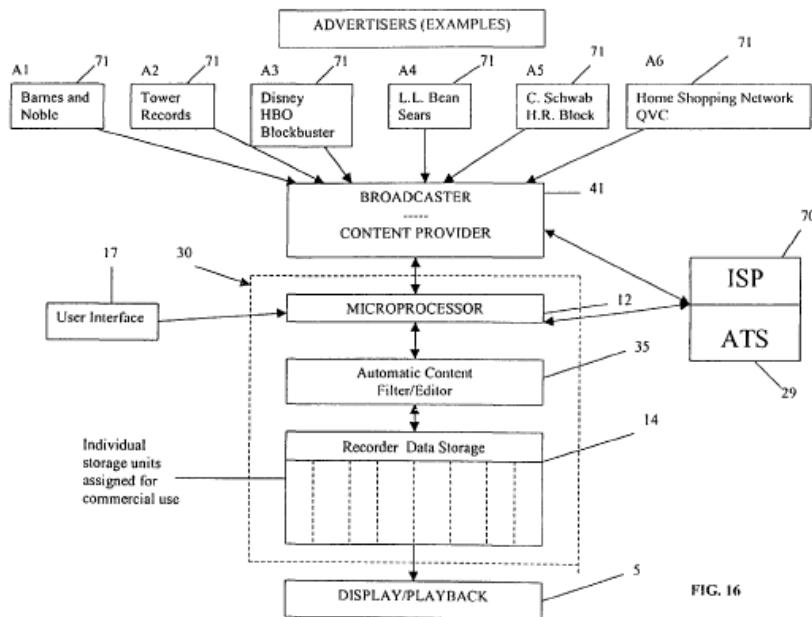 ADVERTISERS (EXAMPLES)
A1
71
A2
71
A3
71
A4
71
A5
71
A6
71
Barnes and
Noble
Tower
Records
Disney
HBO
Blockbuster
L.L. Bean
Sears
C. Schwab
H.R. Block
Home Shopping Network
QVC
BROADCASTER
-----
CONTENT PROVIDER
41
70
ISP
ATS
29
17
30
User Interface
MICROPROCESSOR
12
Automatic Content
Filter/Editor
35
Recorder Data Storage
14
Individual
storage units
assigned for
commercial use
DISPLAY/PLAYBACK
5
FIG. 16